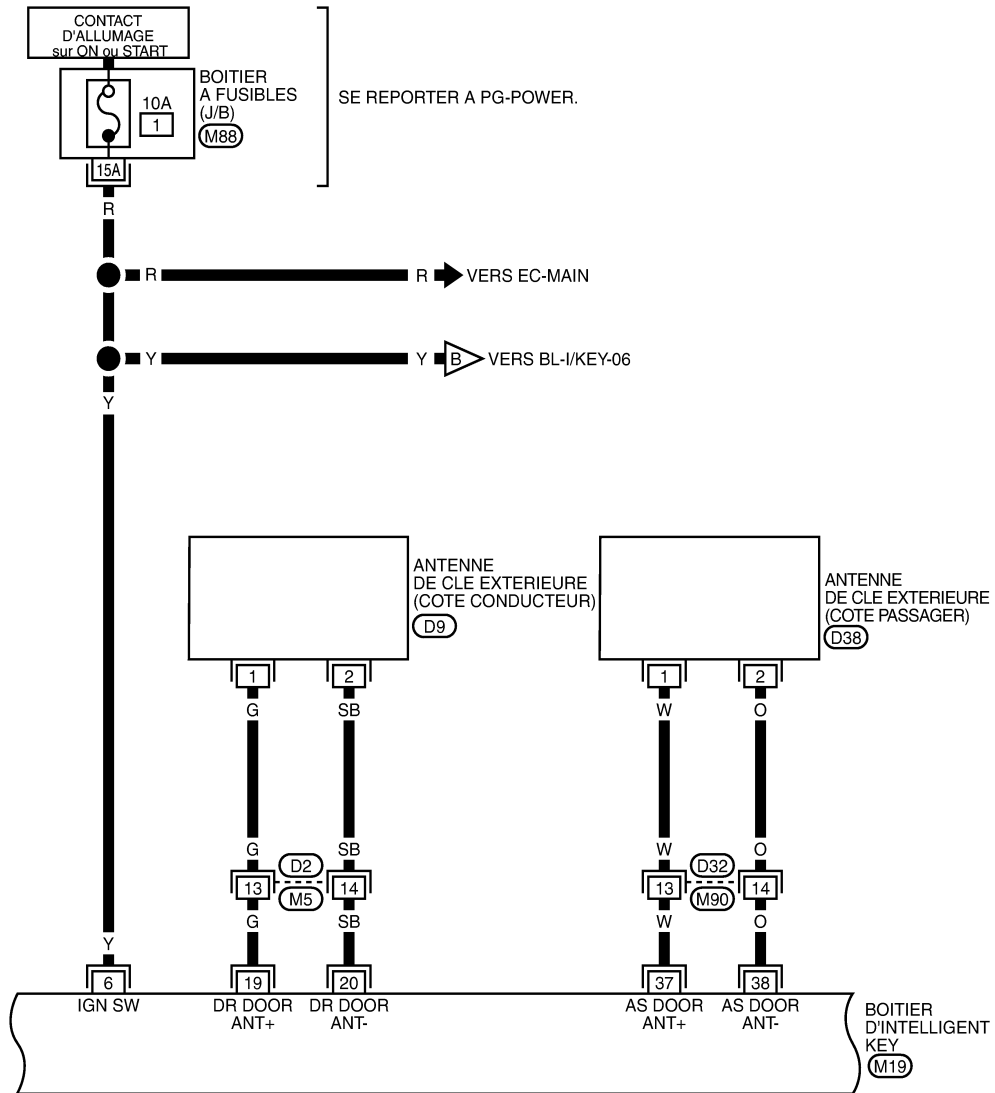 CONTACT
D'ALLUMAGE
sur ON ou START
BOITIER
A FUSIBLES
(J/B)
M88
10A
1
15A
SE REPORTER A PG-POWER.
R
R
R
VERS EC-MAIN
Y
Y
B
VERS BL-I/KEY-06
Y
ANTENNE
DE CLE EXTERIEURE
(COTE CONDUCTEUR)
D9
ANTENNE
DE CLE EXTERIEURE
(COTE PASSAGER)
D38
1
2
1
2
G
SB
W
O
G
SB
W
O
D2
D32
13
14
13
14
M5
M90
G
SB
W
O
Y
6
19
20
37
38
IGN SW
DR DOOR
ANT+
DR DOOR
ANT-
AS DOOR
ANT+
AS DOOR
ANT-
BOITIER
D'INTELLIGENT
KEY
M19